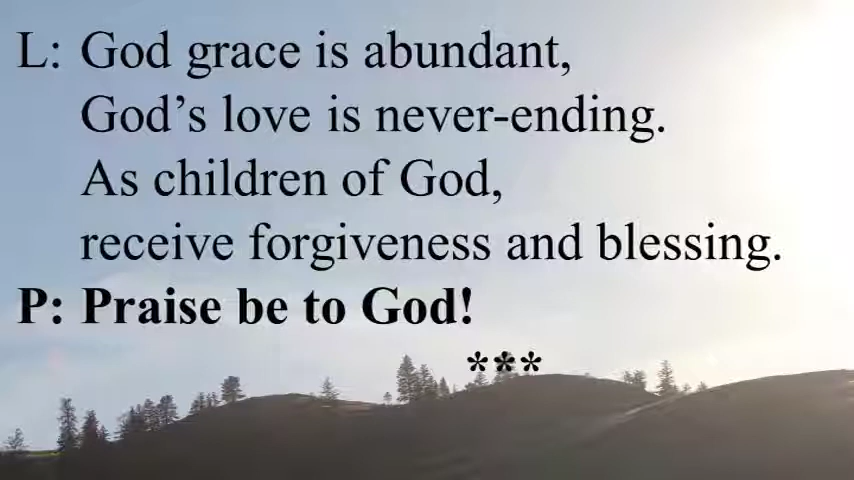 L: God grace is abundant,
God’s love is never-ending.
As children of God,
receive forgiveness and blessing.
P: Praise be to God!
***